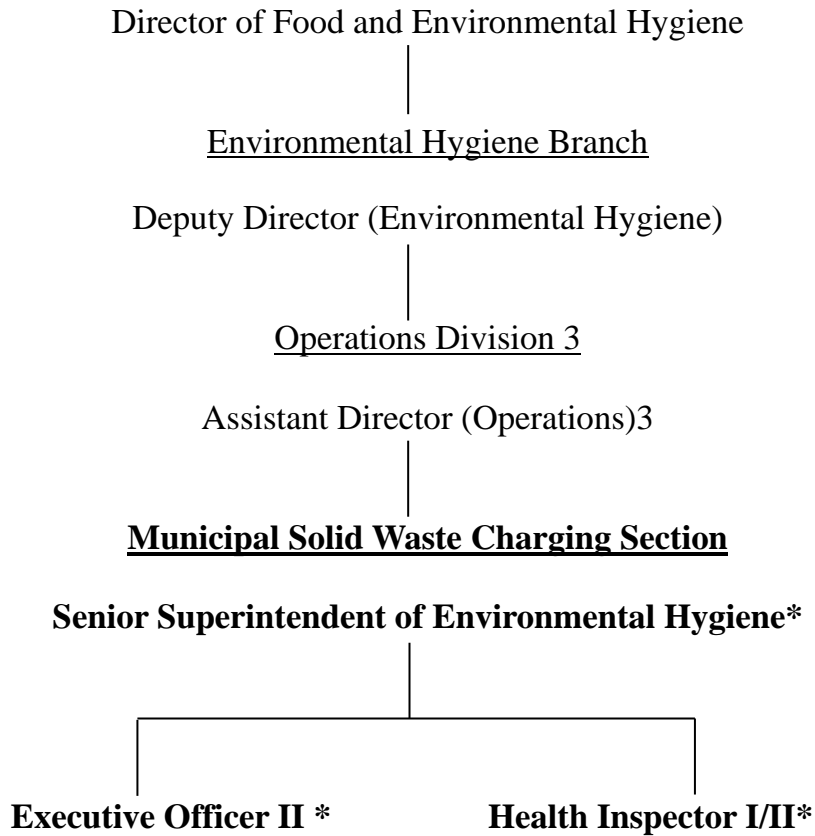 Director of Food and Environmental Hygiene
Environmental Hygiene Branch
Deputy Director (Environmental Hygiene)
Operations Division 3
Assistant Director (Operations)3
Municipal Solid Waste Charging Section
Senior Superintendent of Environmental Hygiene*
Executive Officer II *
Health Inspector I/II*